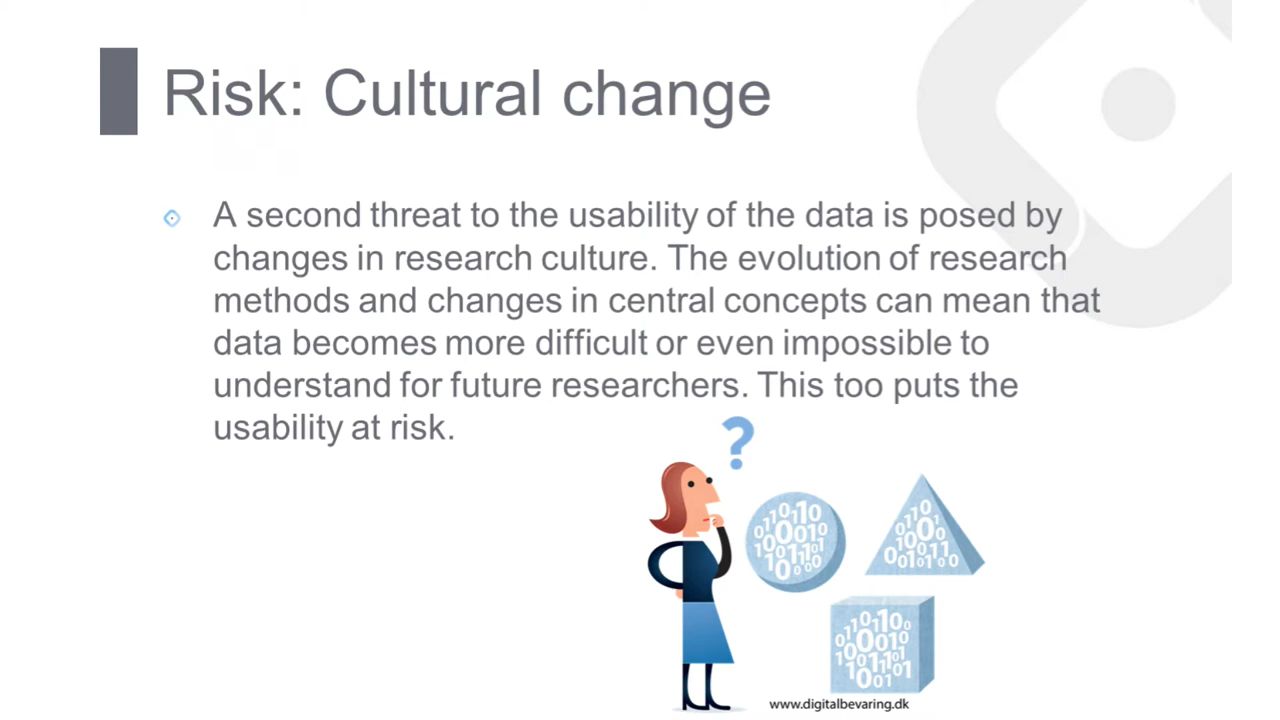 Risk: Cultural change
A second threat to the usability of the data is posed by
changes in research culture. The evolution of research
methods and changes in central concepts can mean that
data becomes more difficult or even impossible to
understand for future researchers. This too puts the
usability at risk.
?
www.digitalbevaring.dk